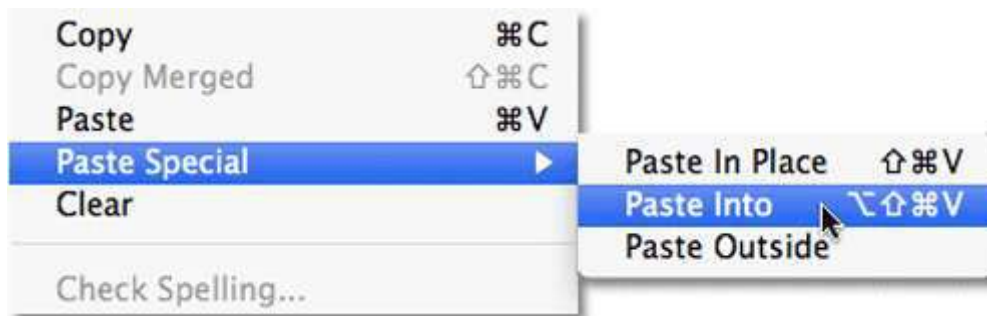 Copy ⌘C
Copy Merged ⇧⌘C
Paste ⌘V
Paste Special ▶
Clear
Check Spelling...
Paste In Place ⇧⌘V
Paste Into ⌥⇧⌘V
Paste Outside